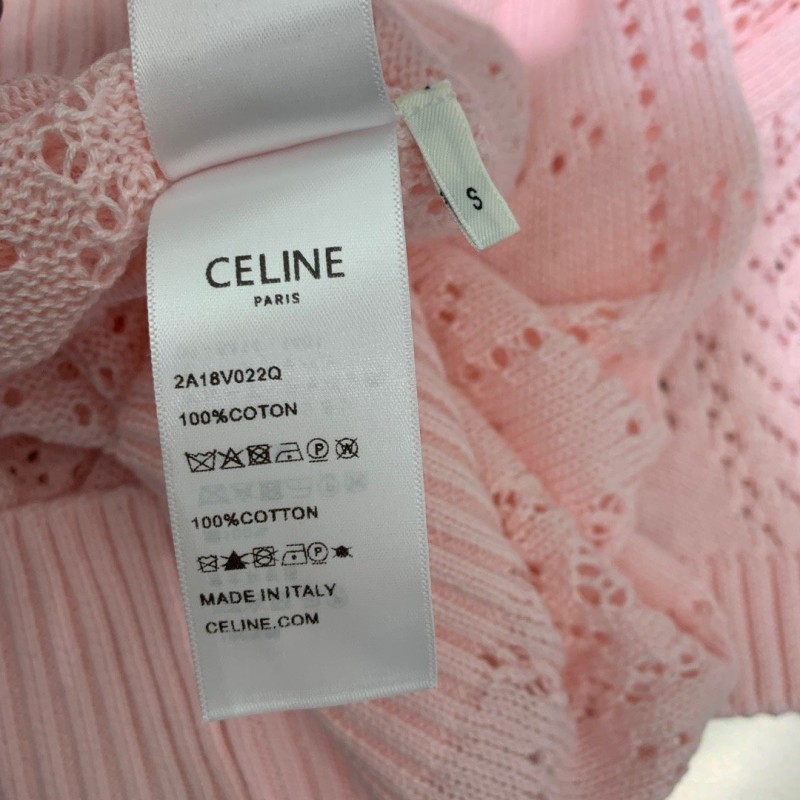 S
CELINE
PARIS
2A18V022Q
100%COTON
P W
100%COTTON
P
MADE IN ITALY
CELINE.COM